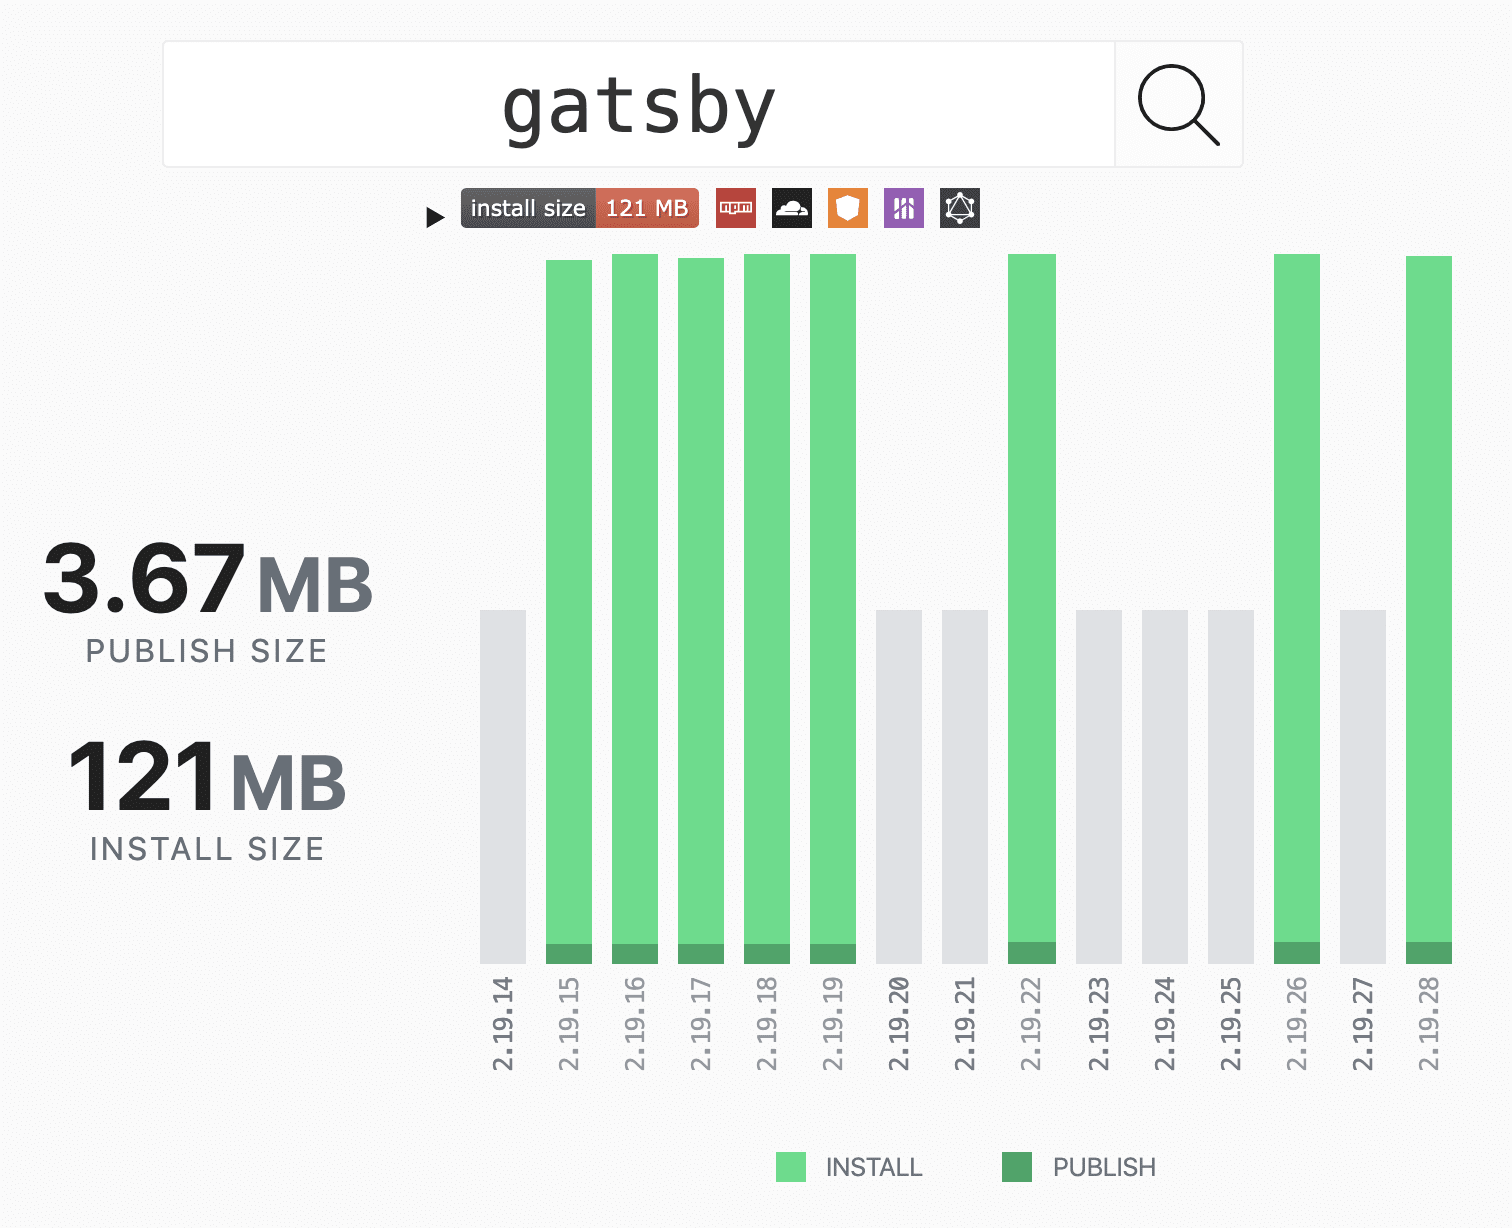 gatsby
install size 121 MB
npm
3.67 MB
PUBLISH SIZE
121 MB
INSTALL SIZE
2.19.14
2.19.15
2.19.16
2.19.17
2.19.18
2.19.19
2.19.20
2.19.21
2.19.22
2.19.23
2.19.24
2.19.25
2.19.26
2.19.27
2.19.28
INSTALL
PUBLISH